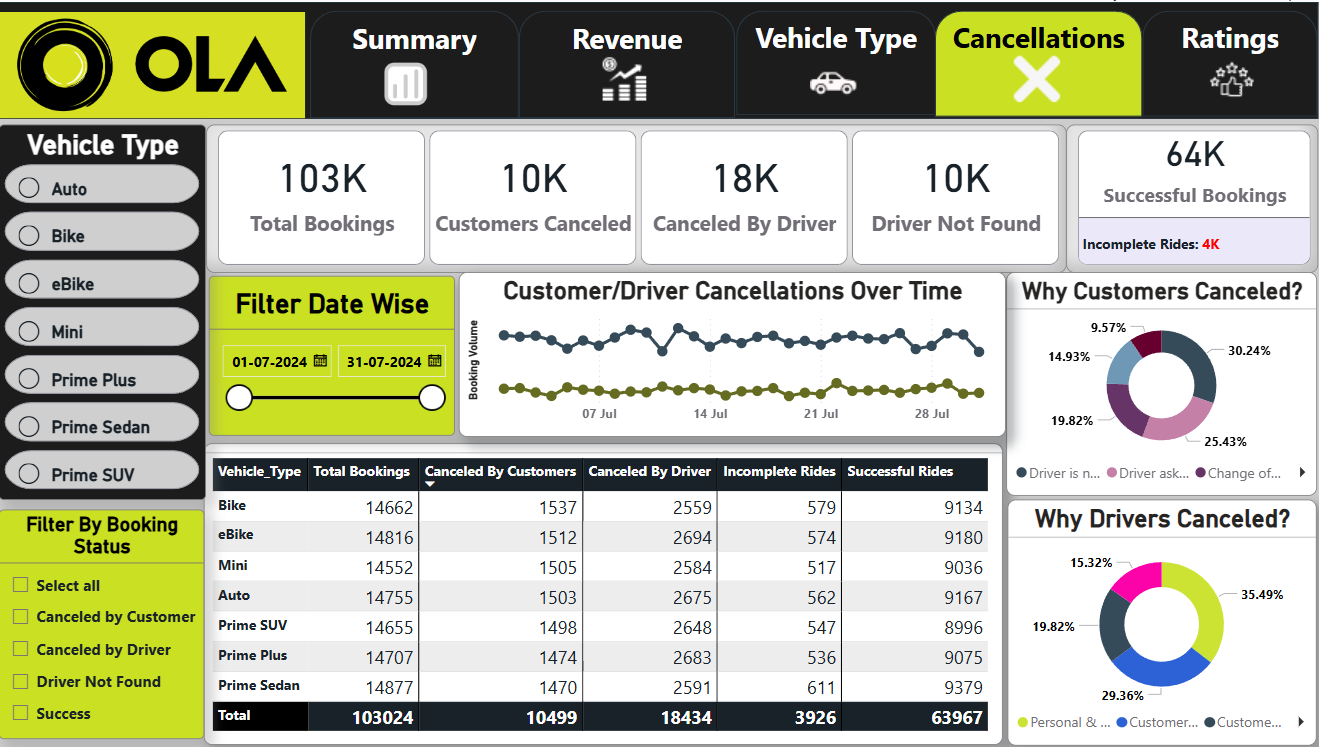 OLA
Summary
Revenue
Vehicle Type
Cancellations
Ratings
Vehicle Type
Auto
Bike
eBike
Mini
Prime Plus
Prime Sedan
Prime SUV
103K
Total Bookings
10K
Customers Canceled
18K
Canceled By Driver
10K
Driver Not Found
64K
Successful Bookings
Incomplete Rides: 4K
Filter Date Wise
01-07-2024
31-07-2024
Customer/Driver Cancellations Over Time
Booking Volume
07 Jul
14 Jul
21 Jul
28 Jul
Why Customers Canceled?
9.57%
30.24%
14.93%
19.82%
25.43%
Driver is n... Driver ask... Change of...
Filter By Booking
Status
Select all
Canceled by Customer
Canceled by Driver
Driver Not Found
Success
Vehicle_Type Total Bookings Canceled By Customers Canceled By Driver Incomplete Rides Successful Rides
Bike 14662 1537 2559 579 9134
eBike 14816 1512 2694 574 9180
Mini 14552 1505 2584 517 9036
Auto 14755 1503 2675 562 9167
Prime SUV 14655 1498 2648 547 8996
Prime Plus 14707 1474 2683 536 9075
Prime Sedan 14877 1470 2591 611 9379
Total 103024 10499 18434 3926 63967
Why Drivers Canceled?
15.32%
35.49%
19.82%
29.36%
Personal & ... Customer... Custome...